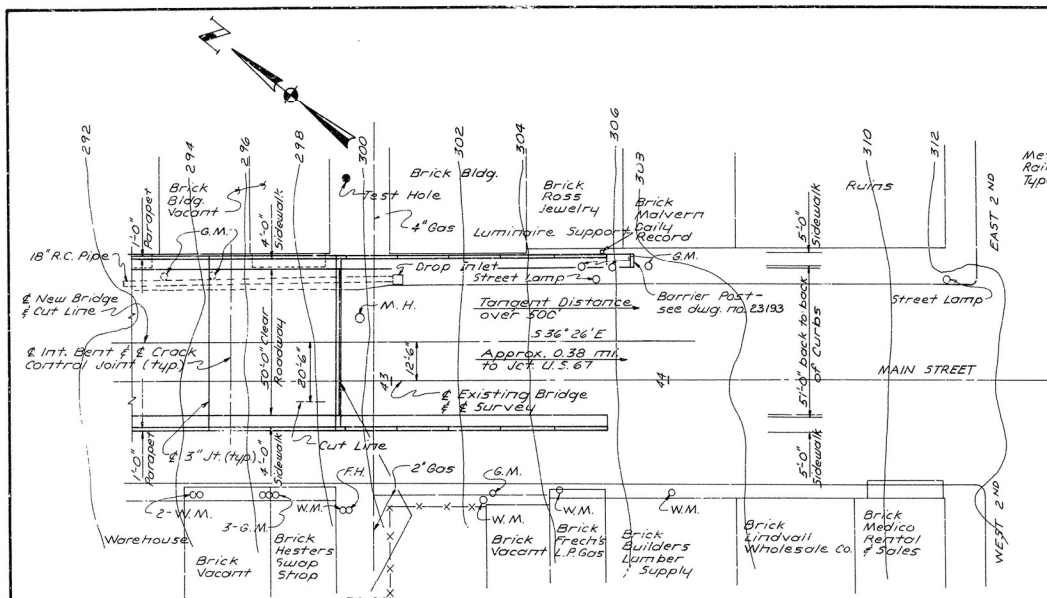 N
292
294
296
298
300
302
304
306
303
310
312
Brick
Bldg.
Vacant
G.M.
1'-0"
Parapet
4'-0"
Sidewalk
Test Hole
4" Gas
Brick Bldg.
Brick
Ross
Jewelry
Luminaire Support
Brick
Malvern
Daily
Record
Ruins
5'-0"
Sidewalk
EAST 2 ND
18" R.C. Pipe
Drop Inlet
Street Lamp
G.M.
Barrier Post-
see dwg. no. 23193
Street Lamp
℄ New Bridge
& Cut Line
M.H.
Tangent Distance
over 500'
S 36° 26' E
℄ Int. Bent & ℄ Crack
Control Joint (typ.)
50'-0" Clear
Roadway
20'-6"
12'-6"
Approx. 0.38 mi.
to Jct. U.S. 67
43
44
51'-0" back to back
of Curbs
MAIN STREET
℄ Existing Bridge
& ℄ Survey
1'-0"
Parapet
℄ 3" Jt. (typ.)
4'-0"
Sidewalk
Cut Line
5'-0"
Sidewalk
2-W.M.
3-G.M.
W.M.
F.H.
2" Gas
G.M.
W.M.
W.M.
W.M.
Warehouse
Brick
Vacant
Brick
Hesters
Swap
Shop
Brick
Vacant
Brick
Frech's
L.P. Gas
Brick
Builders
Lumber
Supply
Brick
Lindvall
Wholesale Co.
Brick
Medico
Rental
& Sales
WEST 2 ND